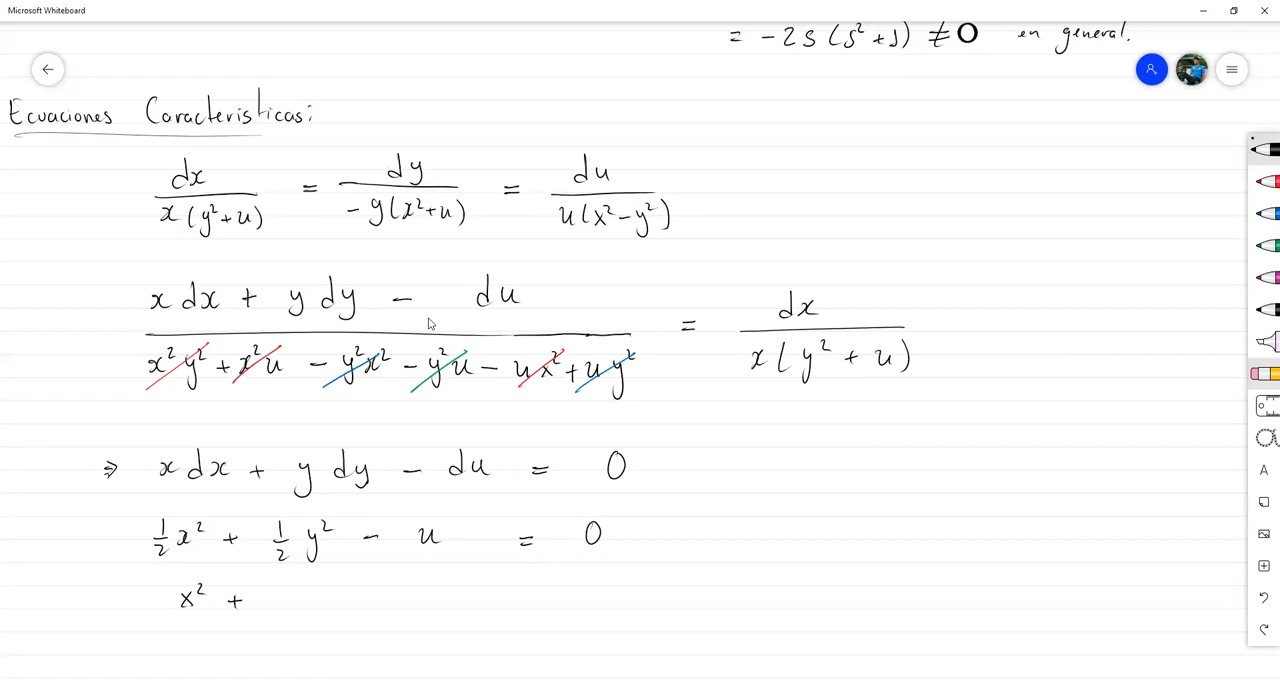 Microsoft Whiteboard
= -2s (s² + s) ≠ 0 en general.
Ecuaciones Características:
dx / x(y²+u) = dy / -y(x²+u) = du / u(x²-y²)
x dx + y dy - du / x²y² + x²u - y²x² - y²u - ux² + uy² = dx / x(y² + u)
⇒ x dx + y dy - du = 0
½x² + ½y² - u = 0
x² +
A